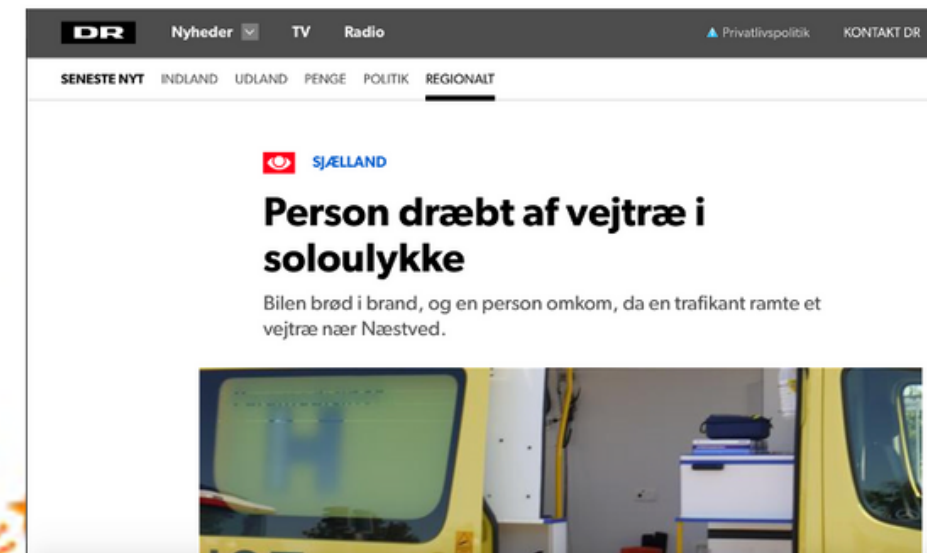 DR Nyheder TV Radio Privatlivspolitik KONTAKT DR
SENESTE NYT INDLAND UDLAND PENGE POLITIK REGIONALT
SJÆLLAND
Person dræbt af vejtræ i
soloulykke
Bilen brød i brand, og en person omkom, da en trafikant ramte et
vejtræ nær Næstved.
H